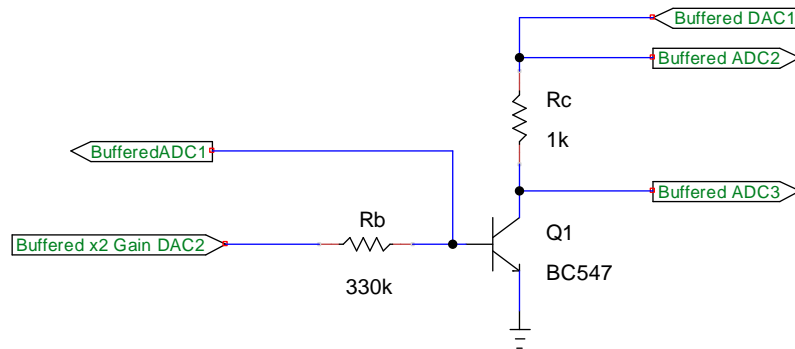 Buffered DAC1
Buffered ADC2
Rc
1k
BufferedADC1
Buffered ADC3
Rb
Q1
Buffered x2 Gain DAC2
BC547
330k